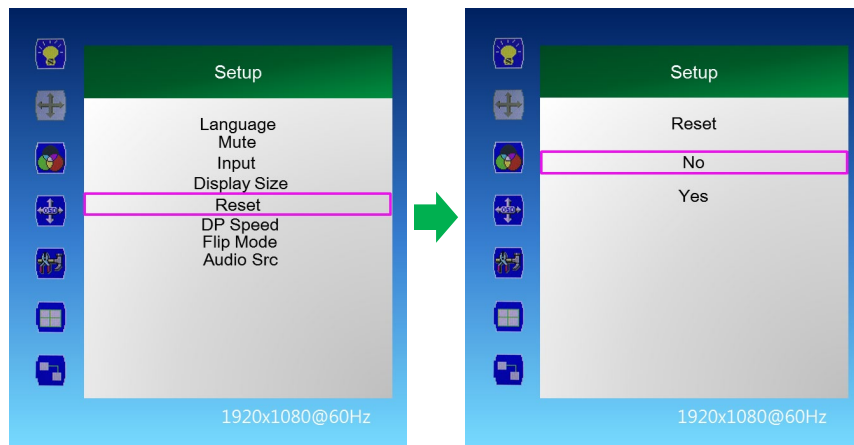 Setup
Language
Mute
Input
Display Size
Reset
DP Speed
Flip Mode
Audio Src
1920x1080@60Hz
Setup
Reset
No
Yes
1920x1080@60Hz